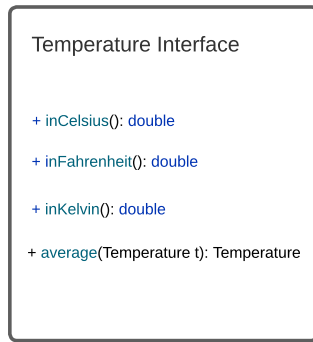 Temperature Interface
+ inCelsius(): double
+ inFahrenheit(): double
+ inKelvin(): double
+ average(Temperature t): Temperature